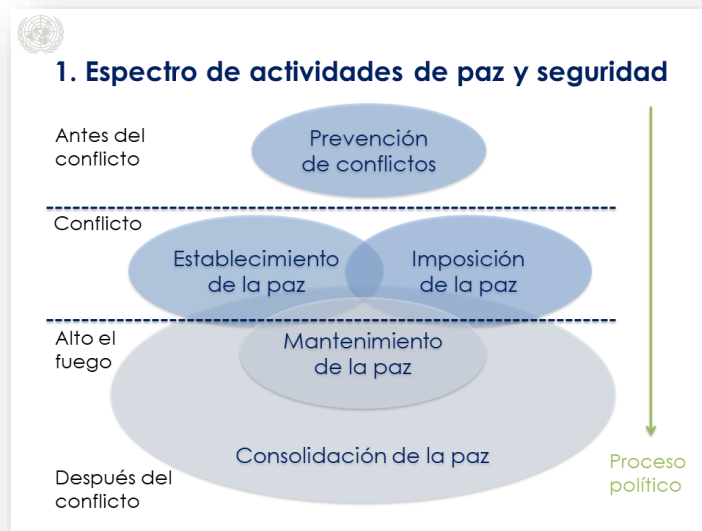 1. Espectro de actividades de paz y seguridad
Antes del
conflicto
Prevención
de conflictos
Conflicto
Establecimiento
de la paz
Imposición
de la paz
Alto el
fuego
Mantenimiento
de la paz
Consolidación de la paz
Después del
conflicto
Proceso
político